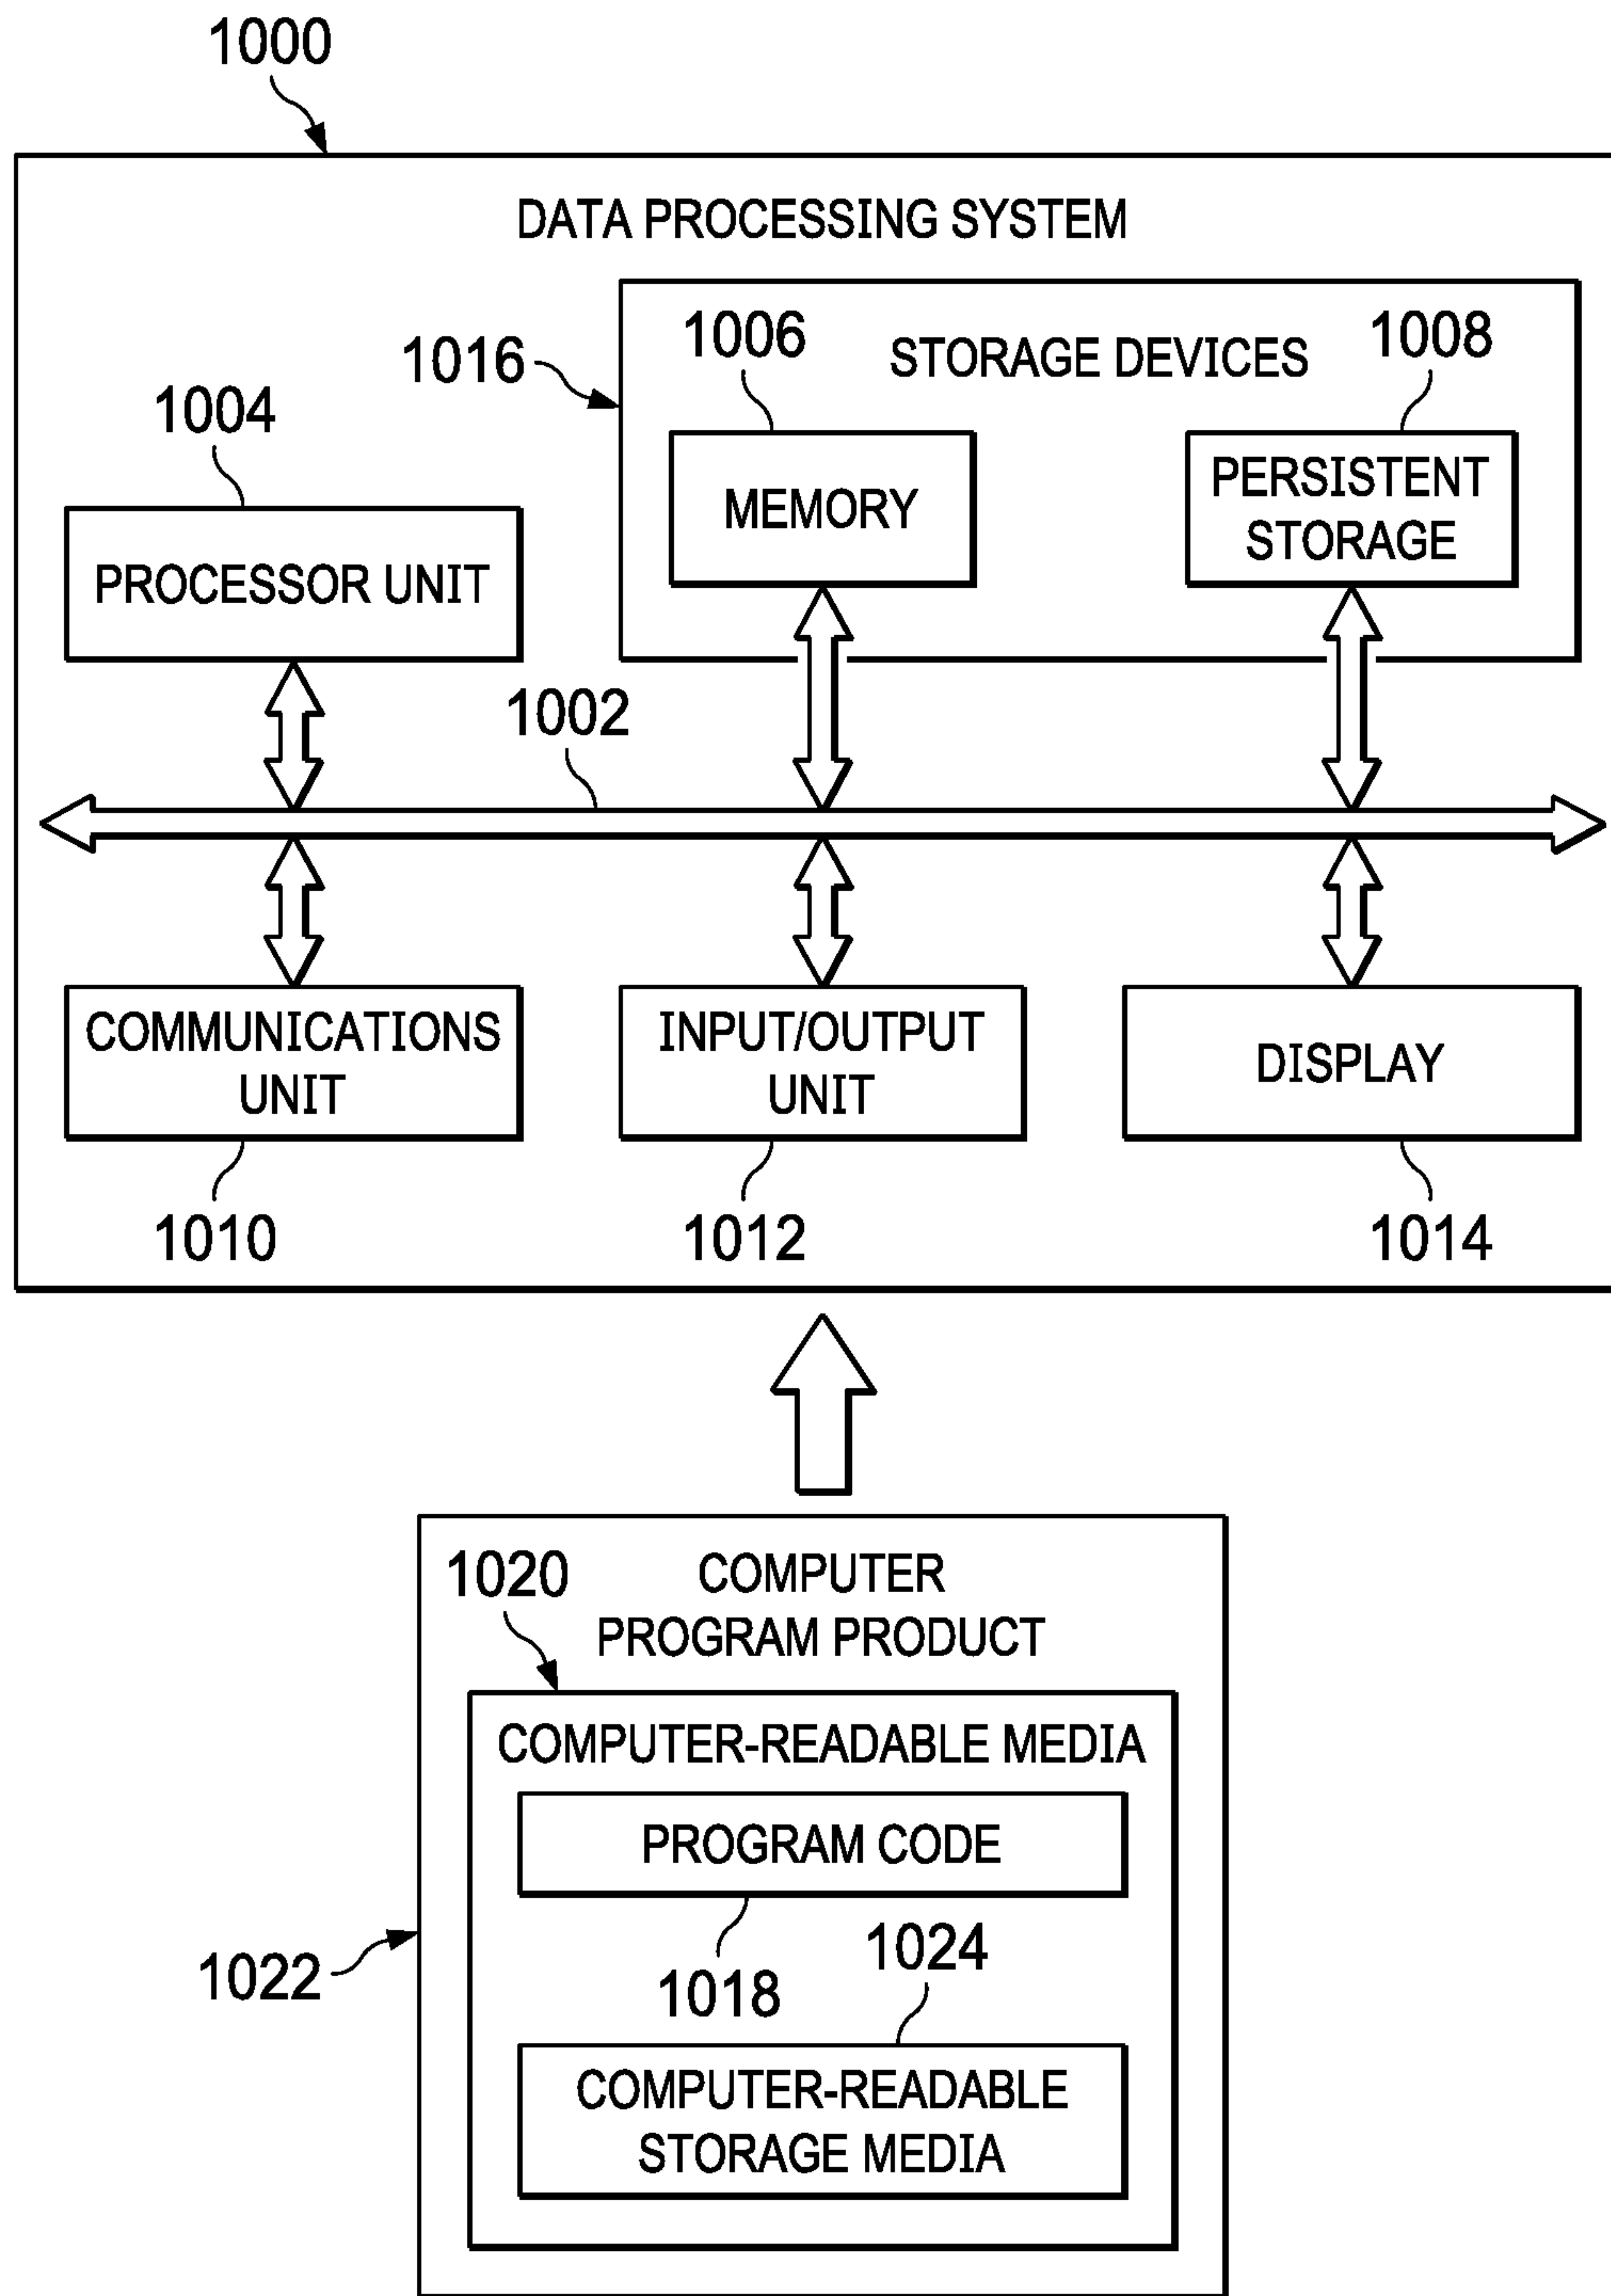 1000
DATA PROCESSING SYSTEM
1016
1006
STORAGE DEVICES
1008
1004
MEMORY
PERSISTENT
STORAGE
PROCESSOR UNIT
1002
COMMUNICATIONS
UNIT
INPUT/OUTPUT
UNIT
DISPLAY
1010
1012
1014
1020
COMPUTER
PROGRAM PRODUCT
COMPUTER-READABLE MEDIA
PROGRAM CODE
1022
1018
1024
COMPUTER-READABLE
STORAGE MEDIA